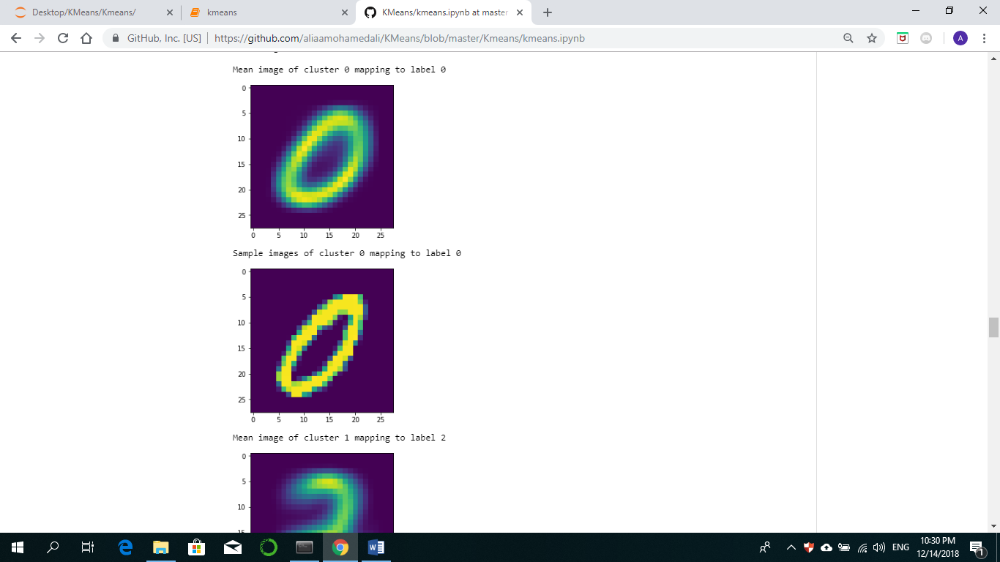 Desktop/KMeans/Kmeans/
kmeans
KMeans/kmeans.ipynb at master
GitHub, Inc. [US]
https://github.com/aliaamohamedali/KMeans/blob/master/Kmeans/kmeans.ipynb
A
Mean image of cluster 0 mapping to label 0
0
5
10
15
20
25
0 5 10 15 20 25
Sample images of cluster 0 mapping to label 0
0
5
10
15
20
25
0 5 10 15 20 25
Mean image of cluster 1 mapping to label 2
0
5
10
15
ENG
10:30 PM
12/14/2018
1